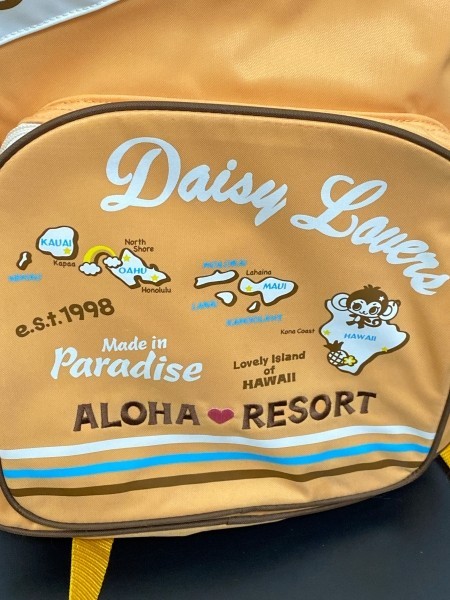 Daisy Lovers
KAUAI
Kapaa
NIIHAU
North
Shore
OAHU
Honolulu
MOLOKAI
Lahaina
MAUI
LANAI
KAHOOLAWE
Kona Coast
HAWAII
e.s.t.1998
Made in
Paradise
Lovely Island
of
HAWAII
ALOHA RESORT